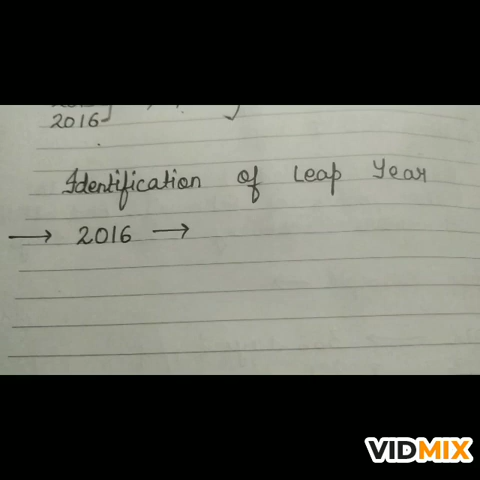 2016
Identification of Leap Year
→ 2016 →
VIDMIX